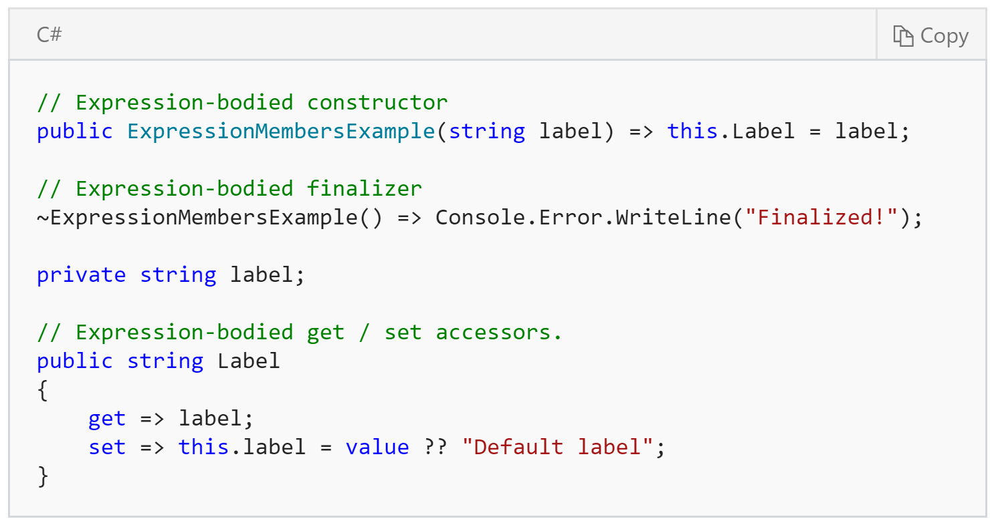 C#
Copy
// Expression-bodied constructor
public ExpressionMembersExample(string label) => this.Label = label;
// Expression-bodied finalizer
~ExpressionMembersExample() => Console.Error.WriteLine("Finalized!");
private string label;
// Expression-bodied get / set accessors.
public string Label
{
    get => label;
    set => this.label = value ?? "Default label";
}